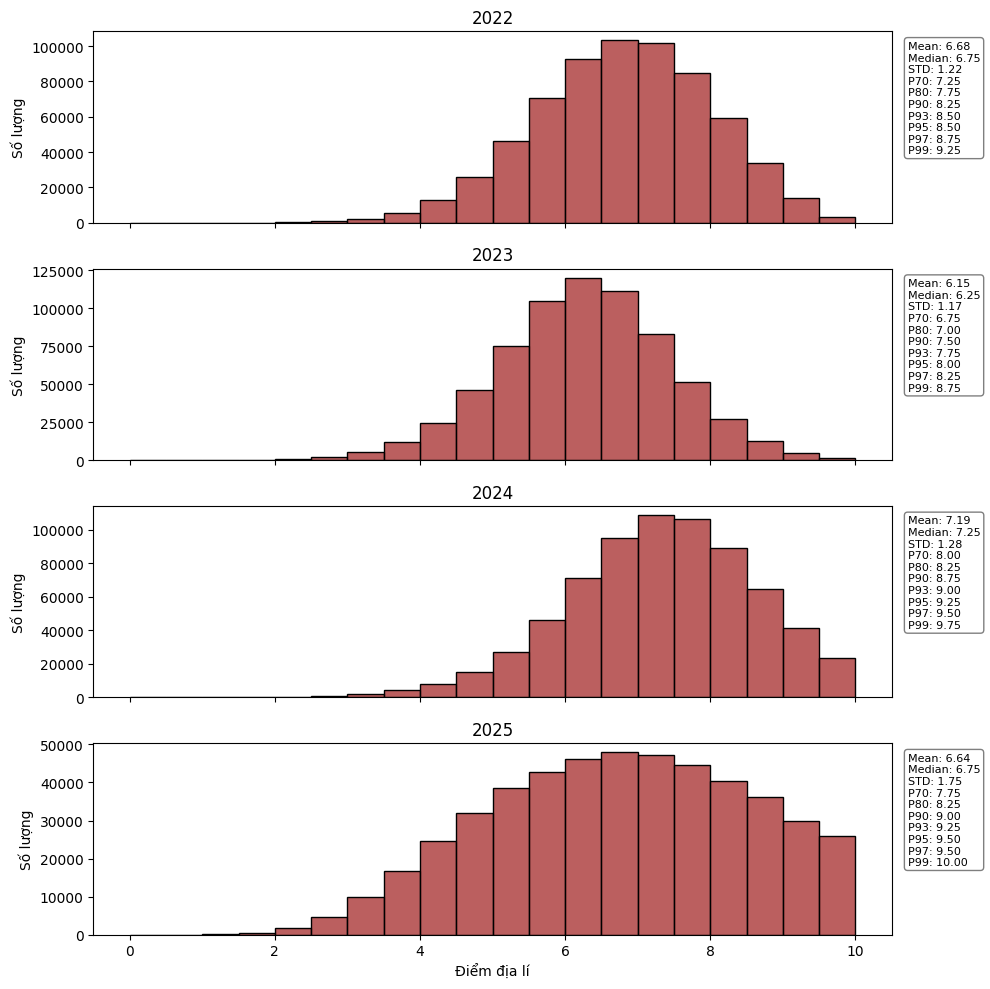 2022
Số lượng
100000
80000
60000
40000
20000
0
Mean: 6.68
Median: 6.75
STD: 1.22
P70: 7.25
P80: 7.75
P90: 8.25
P93: 8.50
P95: 8.50
P97: 8.75
P99: 9.25
2023
Số lượng
125000
100000
75000
50000
25000
0
Mean: 6.15
Median: 6.25
STD: 1.17
P70: 6.75
P80: 7.00
P90: 7.50
P93: 7.75
P95: 8.00
P97: 8.25
P99: 8.75
2024
Số lượng
100000
80000
60000
40000
20000
0
Mean: 7.19
Median: 7.25
STD: 1.28
P70: 8.00
P80: 8.25
P90: 8.75
P93: 9.00
P95: 9.25
P97: 9.50
P99: 9.75
2025
Số lượng
50000
40000
30000
20000
10000
0
Mean: 6.64
Median: 6.75
STD: 1.75
P70: 7.75
P80: 8.25
P90: 9.00
P93: 9.25
P95: 9.50
P97: 9.50
P99: 10.00
0 2 4 6 8 10
Điểm địa lí